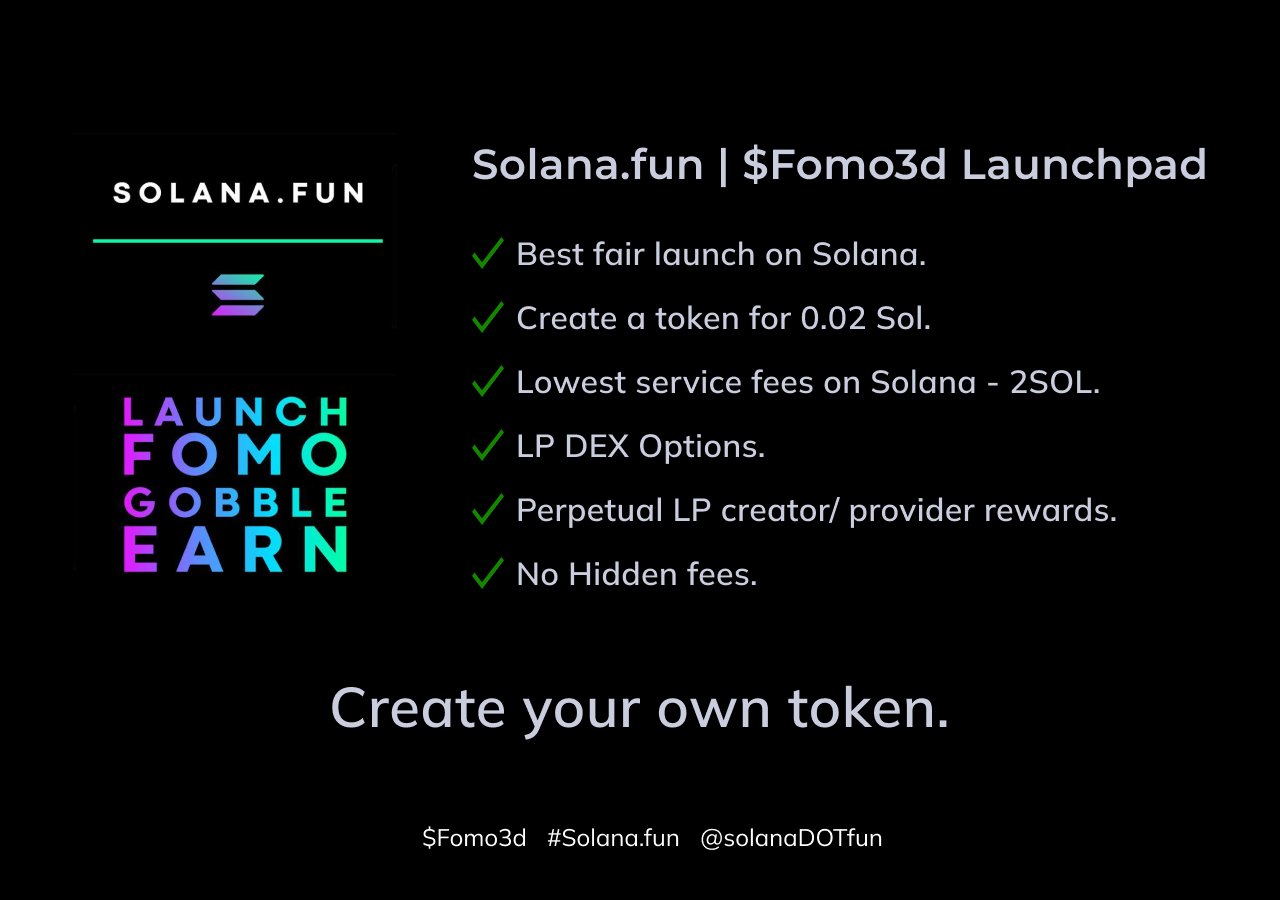 SOLANA.FUN
LAUNCH
FOMO
GOBBLE
EARN
Solana.fun | $Fomo3d Launchpad
Best fair launch on Solana.
Create a token for 0.02 Sol.
Lowest service fees on Solana - 2SOL.
LP DEX Options.
Perpetual LP creator/ provider rewards.
No Hidden fees.
Create your own token.
$Fomo3d #Solana.fun @solanaDOTfun